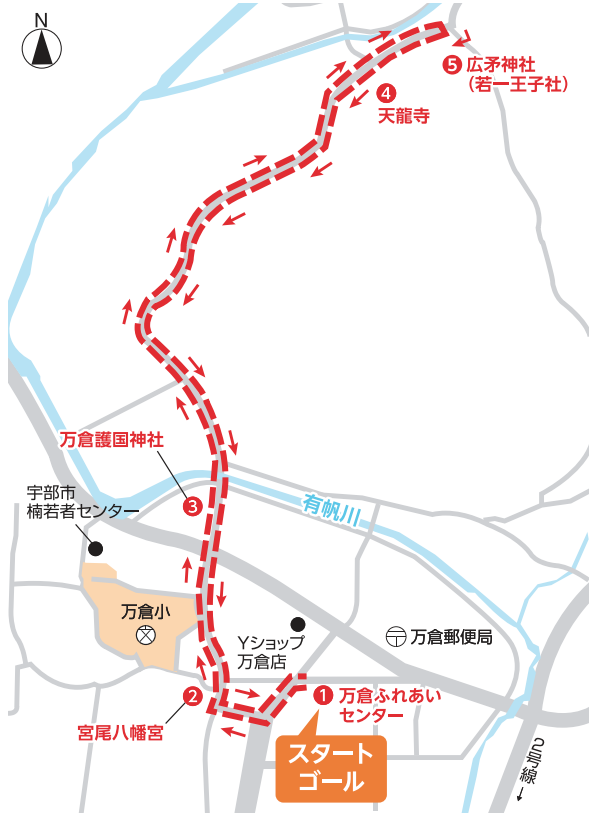 N
❺広矛神社
(若一王子社)
❹
天龍寺
万倉護国神社
❸
有帆川
宇部市
楠若者センター
万倉小
Yショップ
万倉店
万倉郵便局
❷
宮尾八幡宮
❶万倉ふれあい
センター
スタート
ゴール
2号線